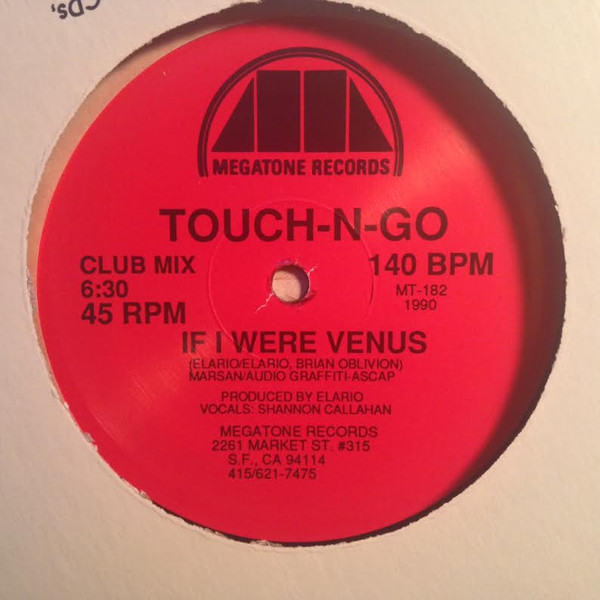 CDs,
MEGATONE RECORDS
TOUCH-N-GO
CLUB MIX
6:30
45 RPM
140 BPM
MT-182
1990
IF I WERE VENUS
(ELARIO/ELARIO, BRIAN OBLIVION)
MARSAN/AUDIO GRAFFITI-ASCAP
PRODUCED BY ELARIO
VOCALS: SHANNON CALLAHAN
MEGATONE RECORDS
2261 MARKET ST. #315
S.F., CA 94114
415/621-7475